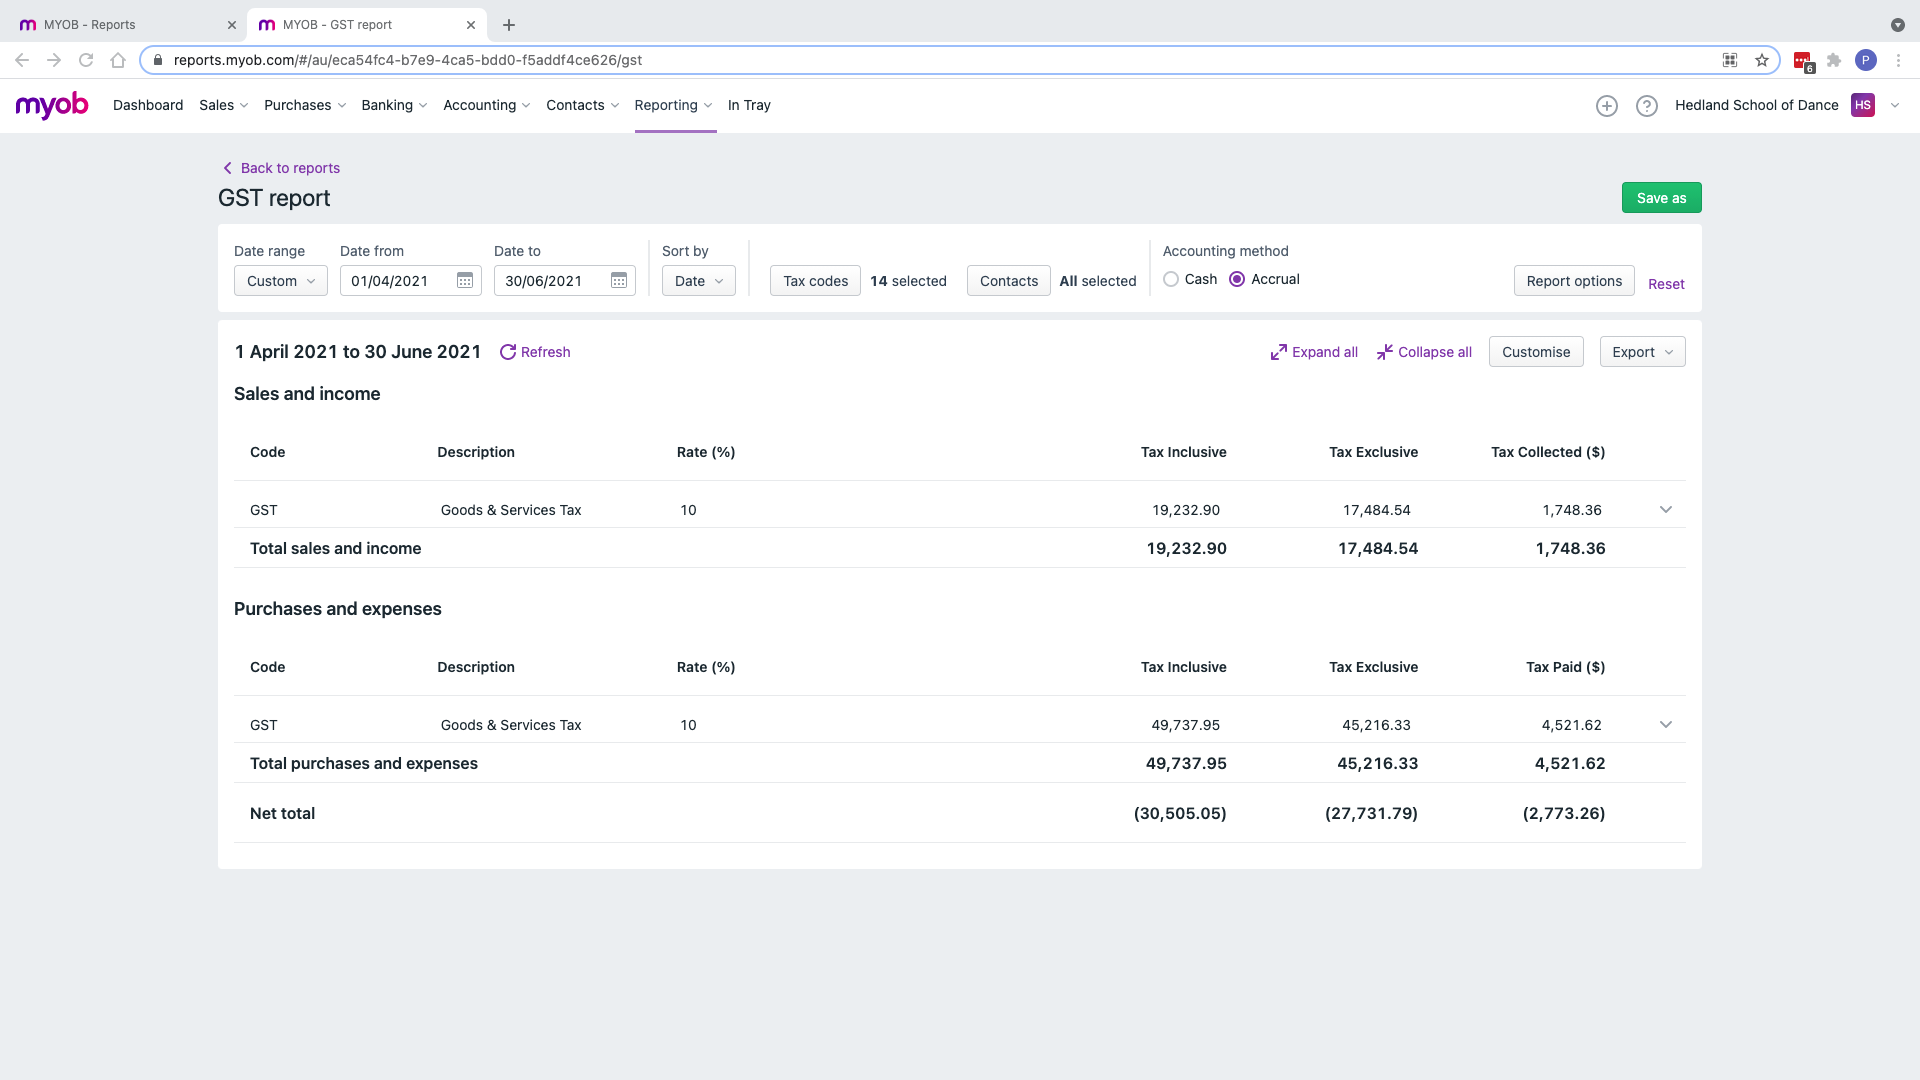 MYOB - Reports
MYOB - GST report
reports.myob.com/#/au/eca54fc4-b7e9-4ca5-bdd0-f5addf4ce626/gst
6
P
myob Dashboard Sales Purchases Banking Accounting Contacts Reporting In Tray Hedland School of Dance HS
Back to reports
GST report
Save as
Date range Date from Date to Sort by Accounting method
Custom 01/04/2021 30/06/2021 Date Tax codes 14 selected Contacts All selected Cash Accrual Report options Reset
1 April 2021 to 30 June 2021 Refresh Expand all Collapse all Customise Export
Sales and income
Code Description Rate (%) Tax Inclusive Tax Exclusive Tax Collected ($)
GST Goods & Services Tax 10 19,232.90 17,484.54 1,748.36
Total sales and income 19,232.90 17,484.54 1,748.36
Purchases and expenses
Code Description Rate (%) Tax Inclusive Tax Exclusive Tax Paid ($)
GST Goods & Services Tax 10 49,737.95 45,216.33 4,521.62
Total purchases and expenses 49,737.95 45,216.33 4,521.62
Net total (30,505.05) (27,731.79) (2,773.26)